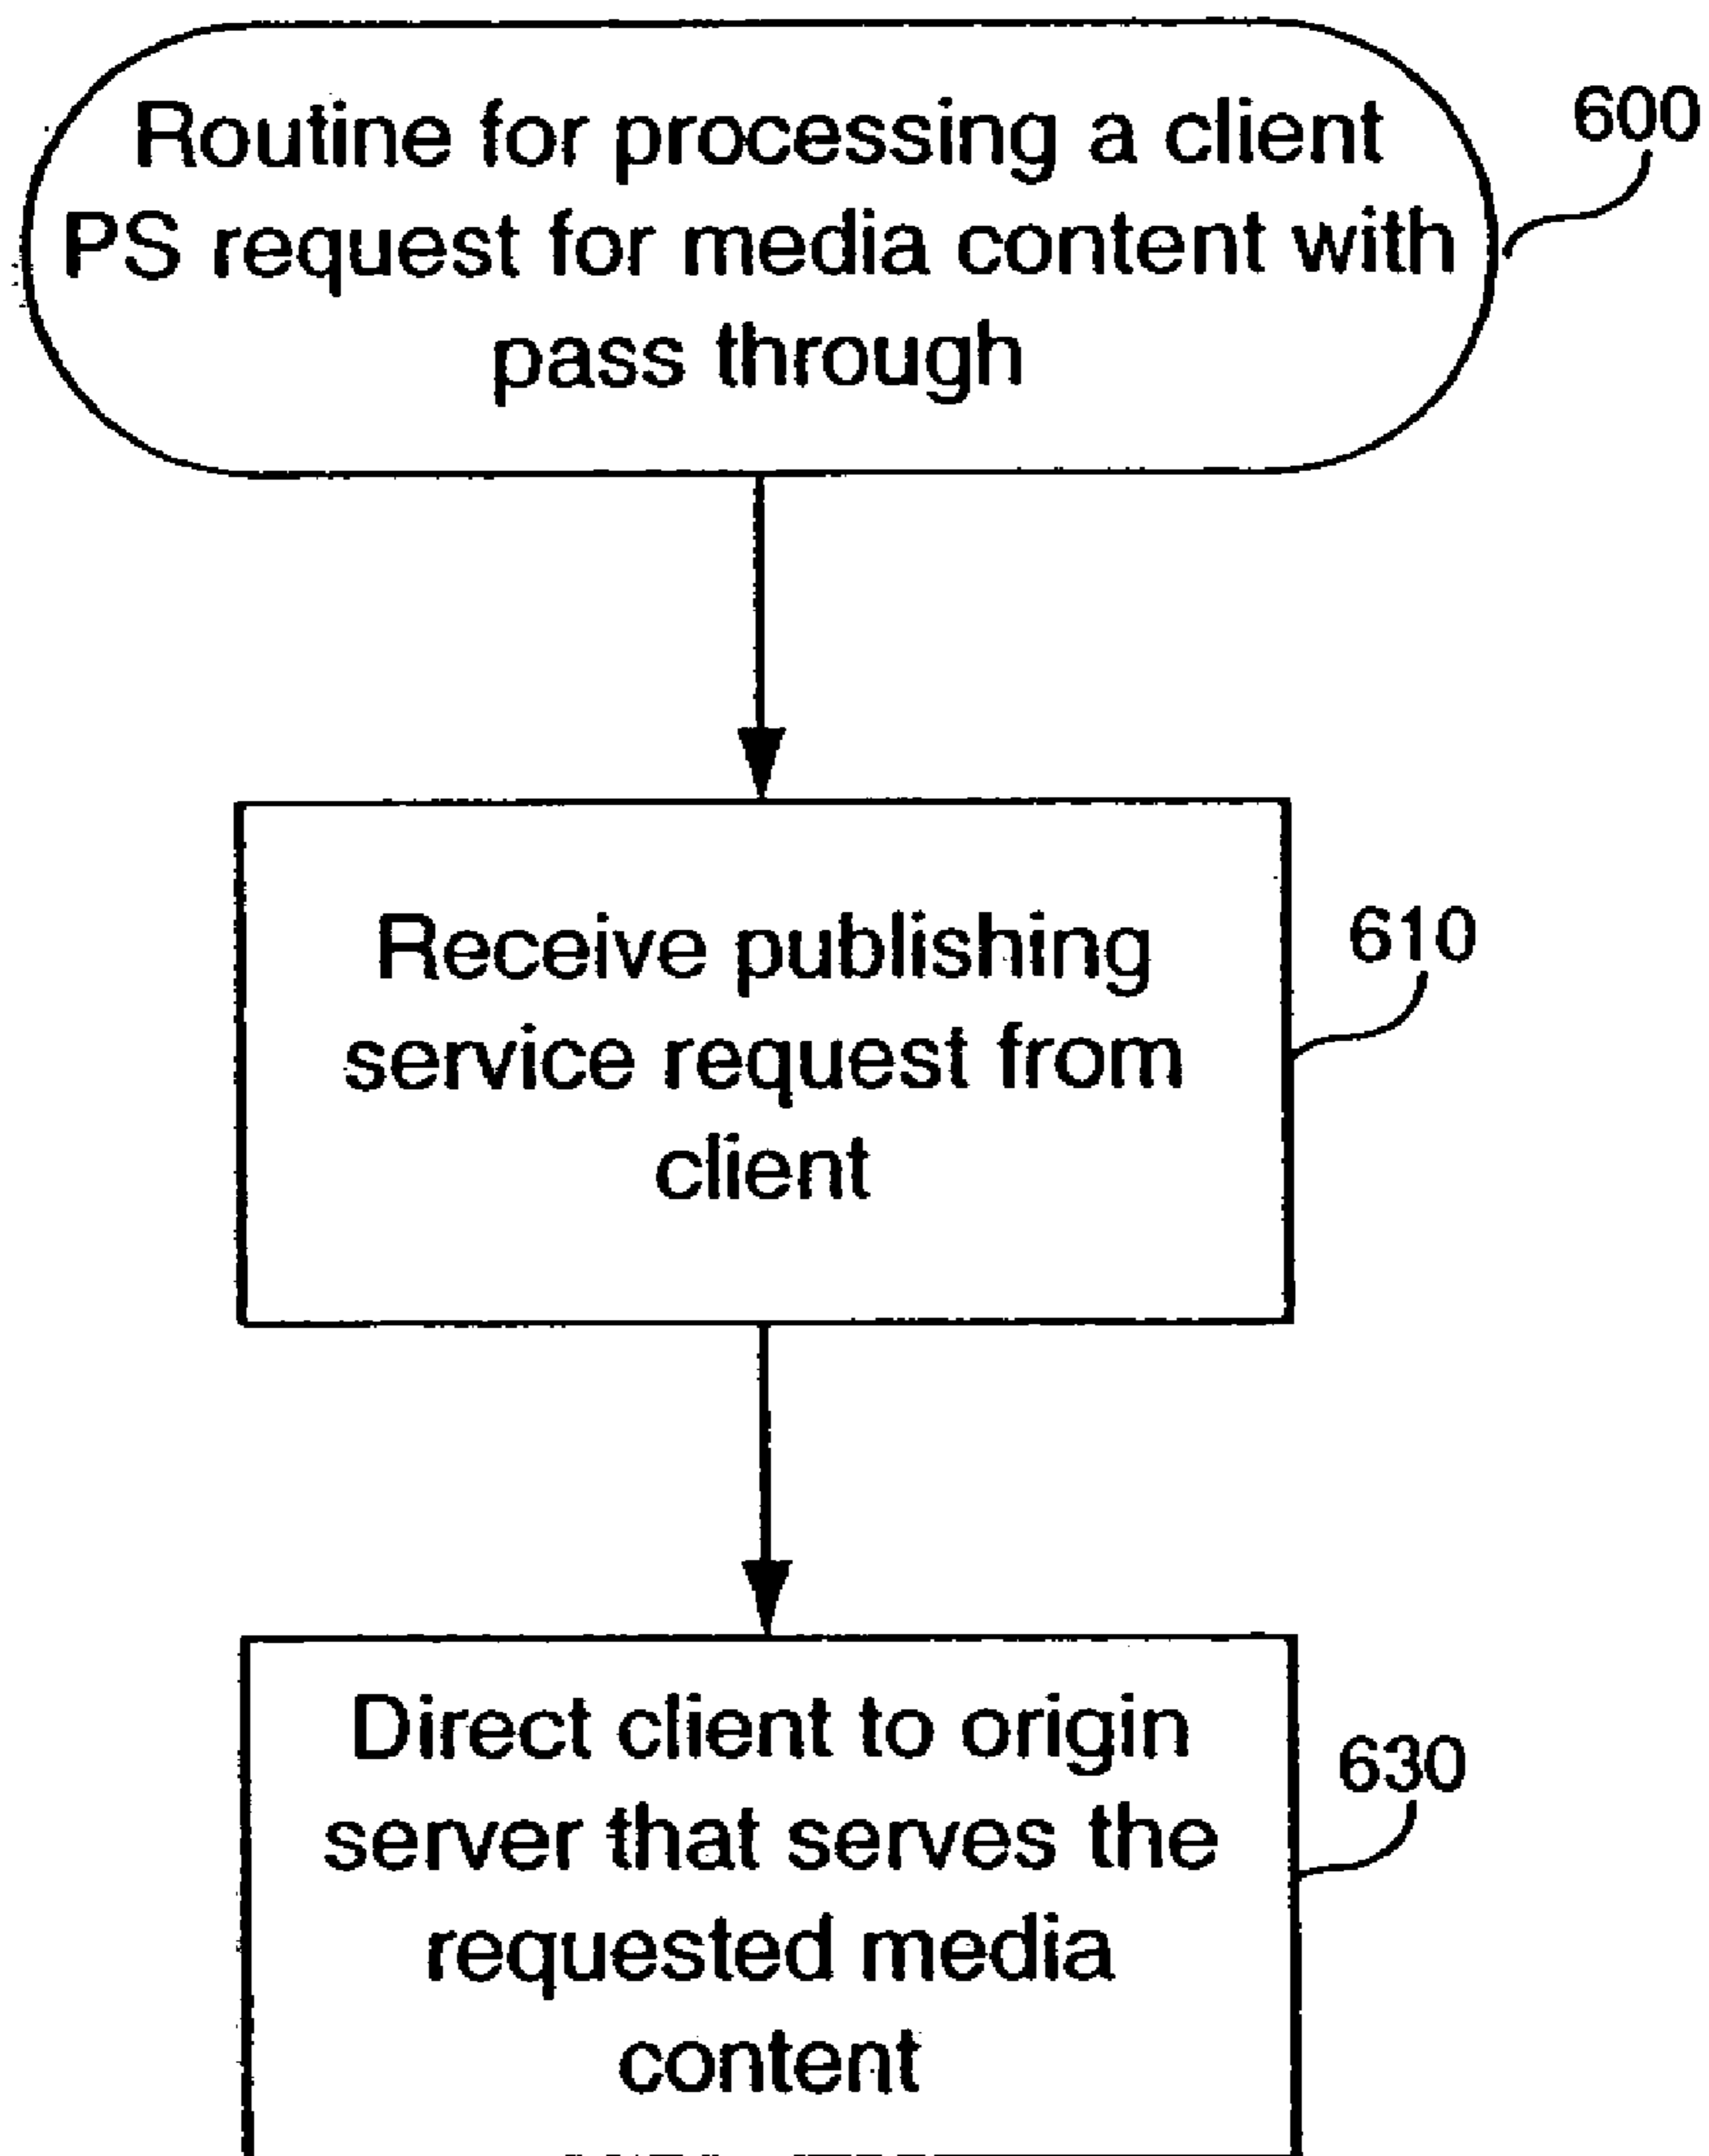 Routine for processing a client
PS request for media content with
pass through
600
Receive publishing
service request from
client
610
Direct client to origin
server that serves the
requested media
content
630